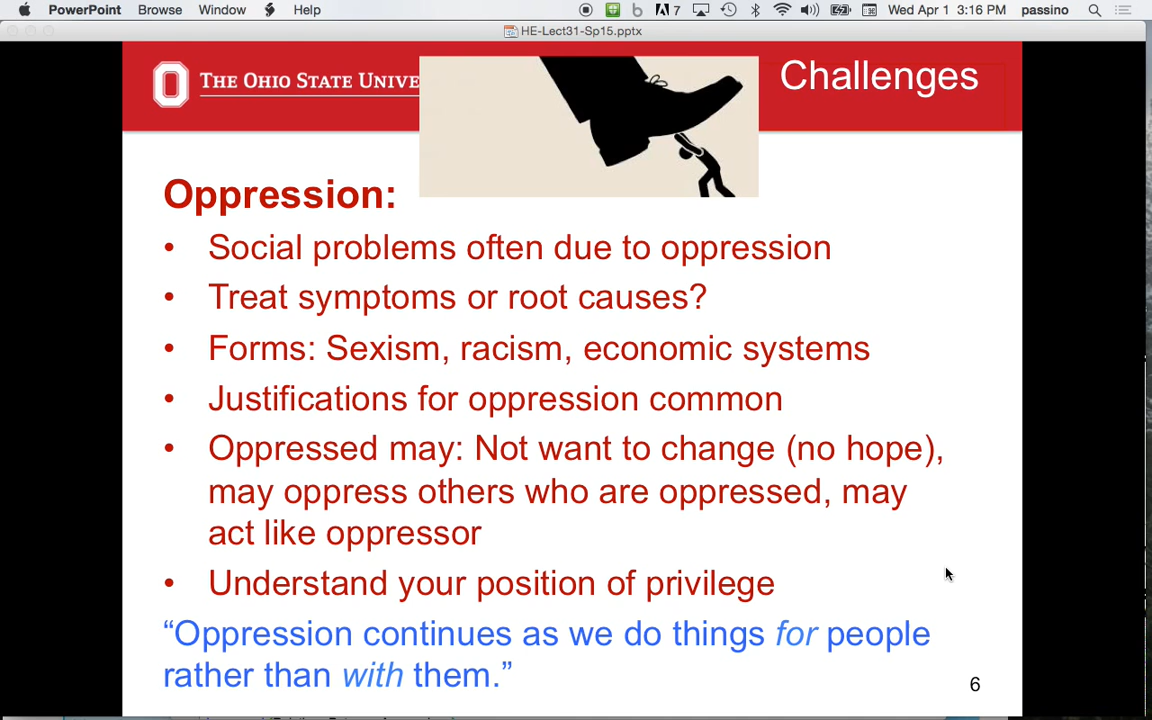 PowerPoint Browse Window Help 7 Wed Apr 1 3:16 PM passino
HE-Lect31-Sp15.pptx
THE OHIO STATE UNIVE
Challenges
Oppression:
• Social problems often due to oppression
• Treat symptoms or root causes?
• Forms: Sexism, racism, economic systems
• Justifications for oppression common
• Oppressed may: Not want to change (no hope),
may oppress others who are oppressed, may
act like oppressor
• Understand your position of privilege
“Oppression continues as we do things for people
rather than with them.”
6